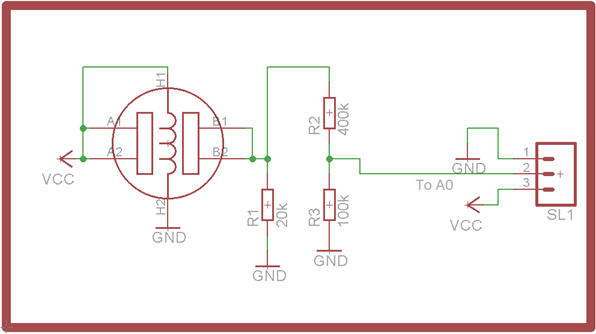 H1
A1
B1
A2
B2
VCC
H2
GND
R1
20k
GND
R2
400k
R3
100k
GND
To A0
GND
1
2
3
+
VCC
SL1